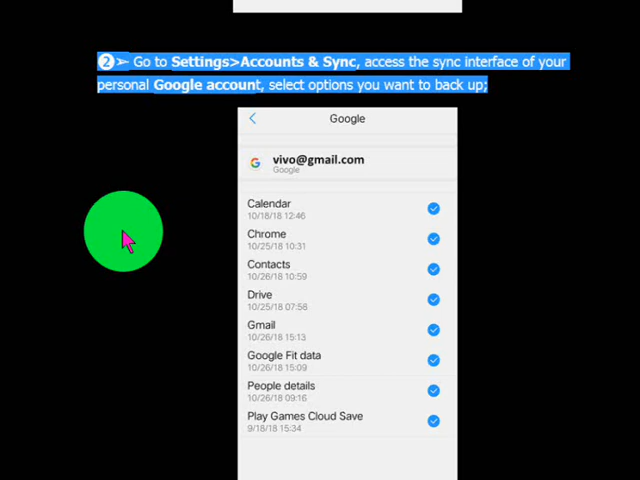 2 ➢ Go to Settings>Accounts & Sync, access the sync interface of your
personal Google account, select options you want to back up;
Google
vivo@gmail.com
Google
Calendar
10/18/18 12:46
Chrome
10/25/18 10:31
Contacts
10/26/18 10:59
Drive
10/25/18 07:56
Gmail
10/26/18 15:13
Google Fit data
10/26/18 15:09
People details
10/26/18 09:16
Play Games Cloud Save
9/18/18 15:34